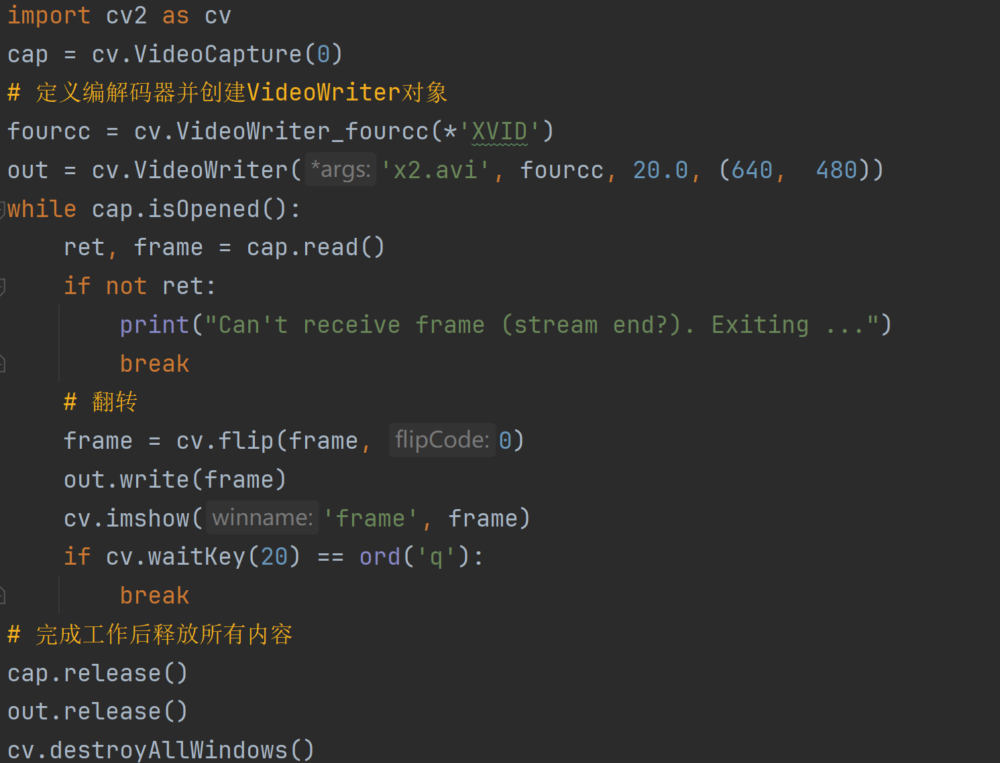 import cv2 as cv
cap = cv.VideoCapture(0)
# 定义编解码器并创建VideoWriter对象
fourcc = cv.VideoWriter_fourcc(*'XVID')
out = cv.VideoWriter( *args: 'x2.avi', fourcc, 20.0, (640,  480))
while cap.isOpened():
    ret, frame = cap.read()
    if not ret:
        print("Can't receive frame (stream end?). Exiting ...")
        break
    # 翻转
    frame = cv.flip(frame, flipCode: 0)
    out.write(frame)
    cv.imshow( winname: 'frame', frame)
    if cv.waitKey(20) == ord('q'):
        break
# 完成工作后释放所有内容
cap.release()
out.release()
cv.destroyAllWindows()